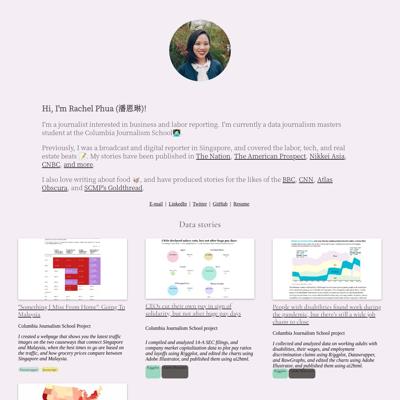 Hi, I'm Rachel Phua (潘恩琳)!
I'm a journalist interested in business and labor reporting. I'm currently a data journalism masters
student at the Columbia Journalism School
Previously, I was a broadcast and digital reporter in Singapore, and covered the labor, tech, and real
estate beats. My stories have been published in The Nation, The American Prospect, Nikkei Asia,
CNBC, and more.
I also love writing about food, and have produced stories for the likes of the BBC, CNN, Atlas
Obscura, and SCMP's Goldthread.
E-mail | LinkedIn | Twitter | GitHub | Resume
Data stories
"Something I Miss From Home": Going To
Malaysia
Columbia Journalism School Project
I created a webpage that shows you the latest traffic
images on the two causeways that connect Singapore
and Malaysia, when the best times to go are based on
the traffic, and how grocery prices compare between
Singapore and Malaysia.
CEOs cut their own pay in sign of
solidarity, but not after huge pay days
Columbia Journalism School project
I compiled and analyzed 14-A SEC filings, and
company market capitalization data to plot pay ratios
and layoffs using Riggplot, and edited the charts using
Adobe Illustrator, and published them using ai2html.
People with disabilities found work during
the pandemic, but there's still a wide job
chasm to close
Columbia Journalism School project
I collected and analyzed data on working adults with
disabilities, their wages, and employment
discrimination claims using R/ggplot, Datawrapper,
and RawGraphs, and edited the charts using Adobe
Illustrator, and published them using ai2html.